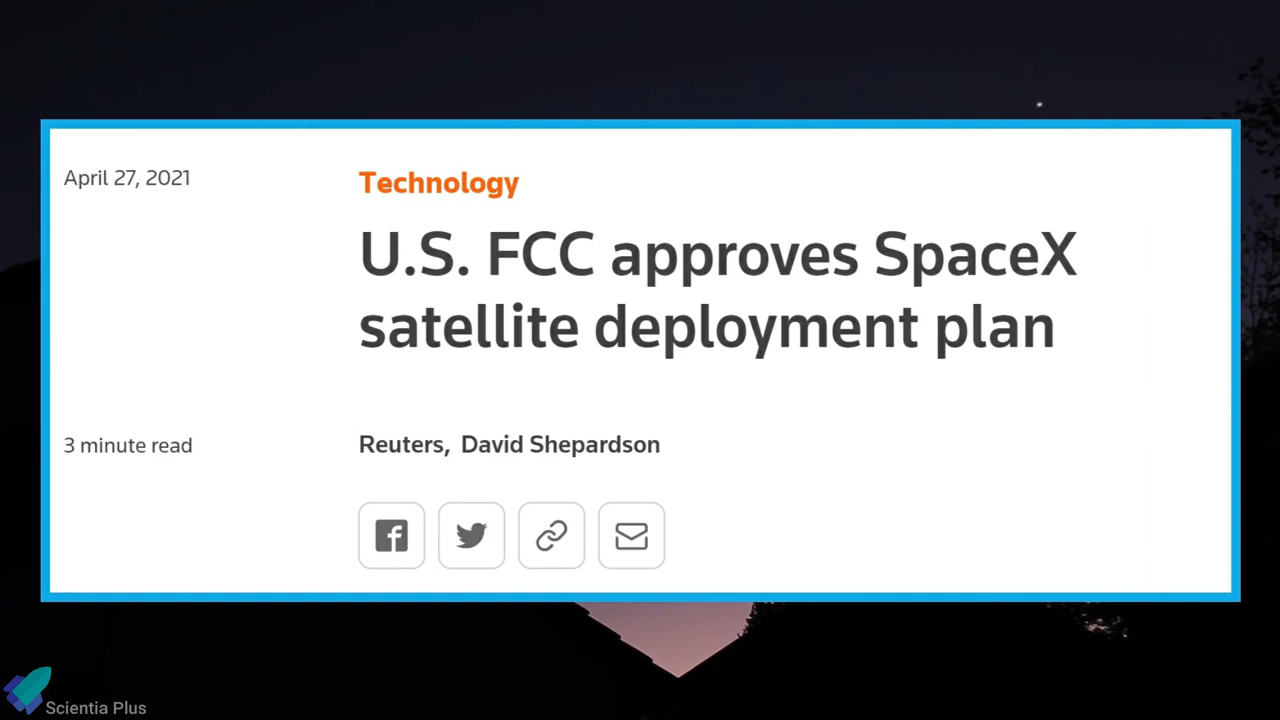 April 27, 2021
Technology
U.S. FCC approves SpaceX
satellite deployment plan
3 minute read
Reuters, David Shepardson
Scientia Plus